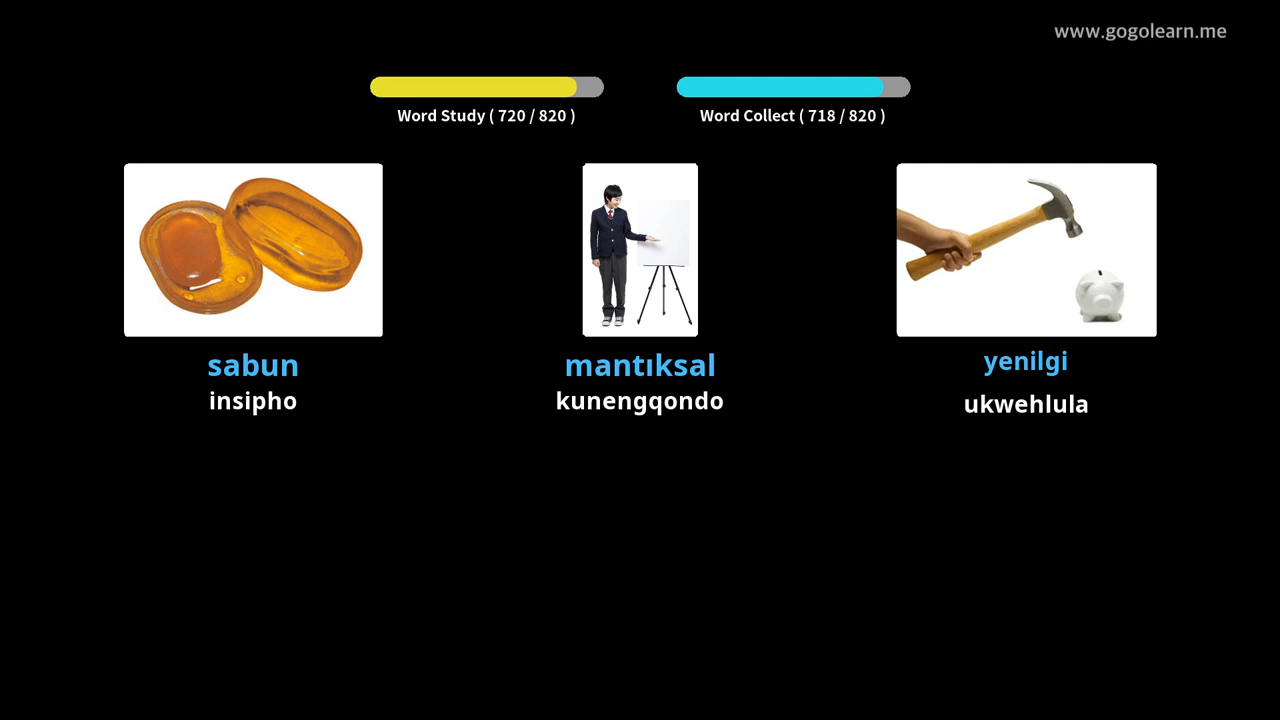 www.gogolearn.me
Word Study ( 720 / 820 )
Word Collect ( 718 / 820 )
sabun
insipho
mantıksal
kunengqondo
yenilgi
ukwehlula